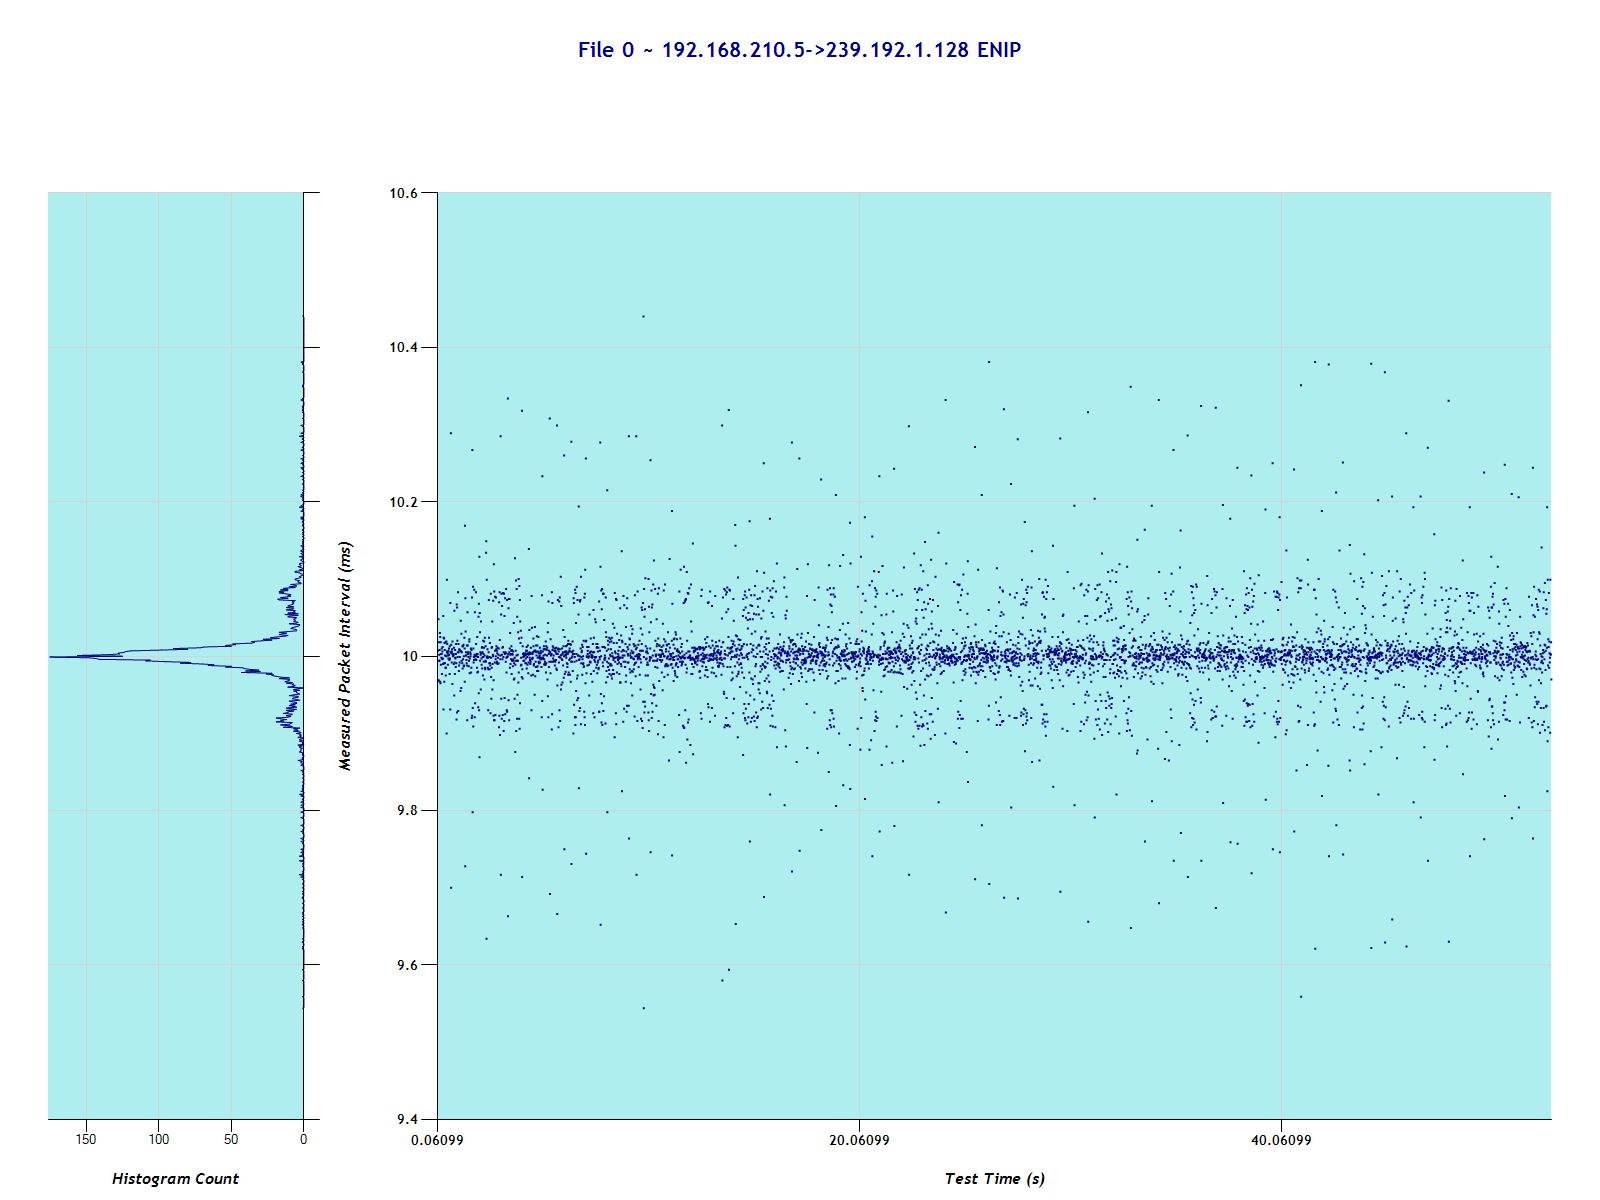 File 0 ~ 192.168.210.5->239.192.1.128 ENIP
10.6
10.4
10.2
10
9.8
9.6
9.4
Measured Packet Interval (ms)
150 100 50 0
0.06099 20.06099 40.06099
Histogram Count
Test Time (s)